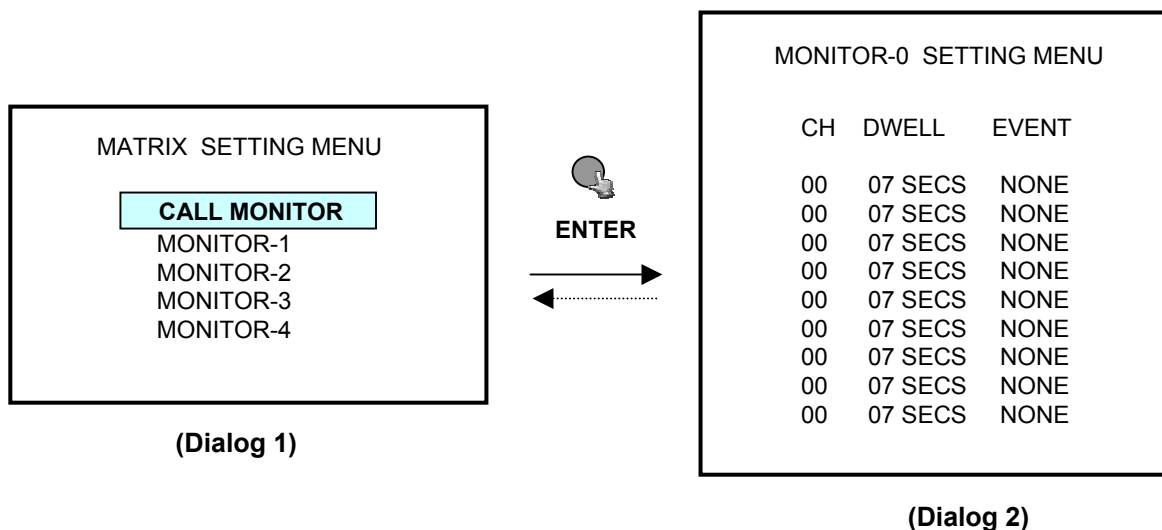 MATRIX SETTING MENU
CALL MONITOR
MONITOR-1
MONITOR-2
MONITOR-3
MONITOR-4
(Dialog 1)
ENTER
MONITOR-0 SETTING MENU
CH DWELL EVENT
00 07 SECS NONE
00 07 SECS NONE
00 07 SECS NONE
00 07 SECS NONE
00 07 SECS NONE
00 07 SECS NONE
00 07 SECS NONE
00 07 SECS NONE
00 07 SECS NONE
(Dialog 2)